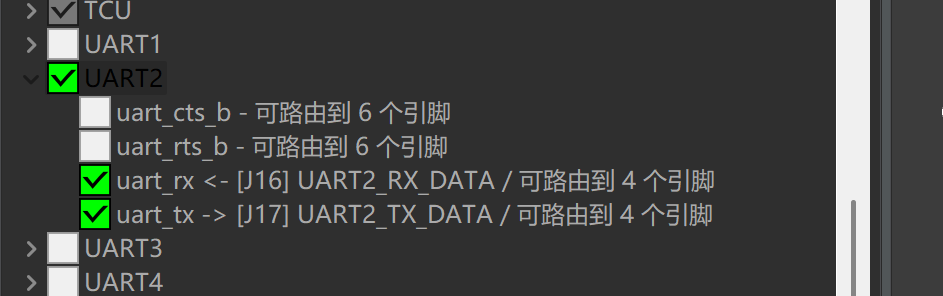 TCU
UART1
UART2
uart_cts_b - 可路由到 6 个引脚
uart_rts_b - 可路由到 6 个引脚
uart_rx <- [J16] UART2_RX_DATA / 可路由到 4 个引脚
uart_tx -> [J17] UART2_TX_DATA / 可路由到 4 个引脚
UART3
UART4